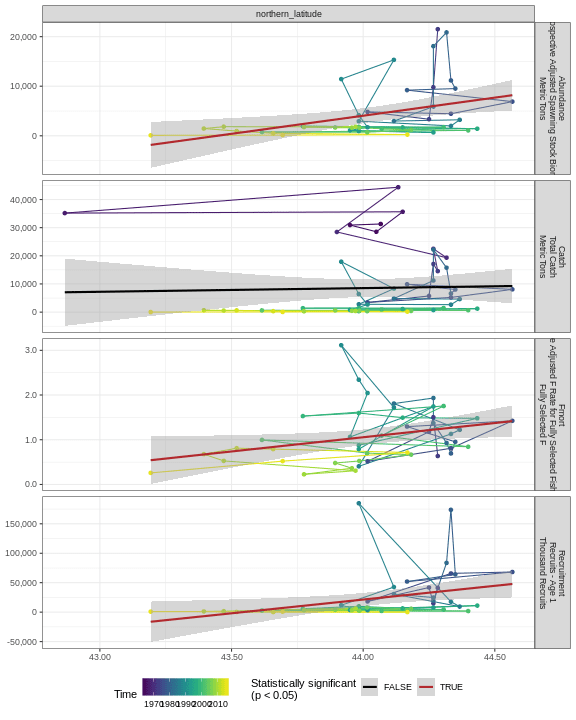 northern_latitude
20,000
10,000
0
Abundance
Adjusted Spawning Stock
Metric Tons
40,000
30,000
20,000
10,000
0
Catch
Total Catch
Metric Tons
3.0
2.0
1.0
0.0
Fmort
Adjusted F Rate for Fully Selected
Fully Selected F
150,000
100,000
50,000
0
-50,000
Recruitment
Recruits - Age 1
Thousand Recruits
43.00
43.50
44.00
44.50
Time
1970
1980
1990
2000
2010
Statistically significant
(p < 0.05)
FALSE
TRUE